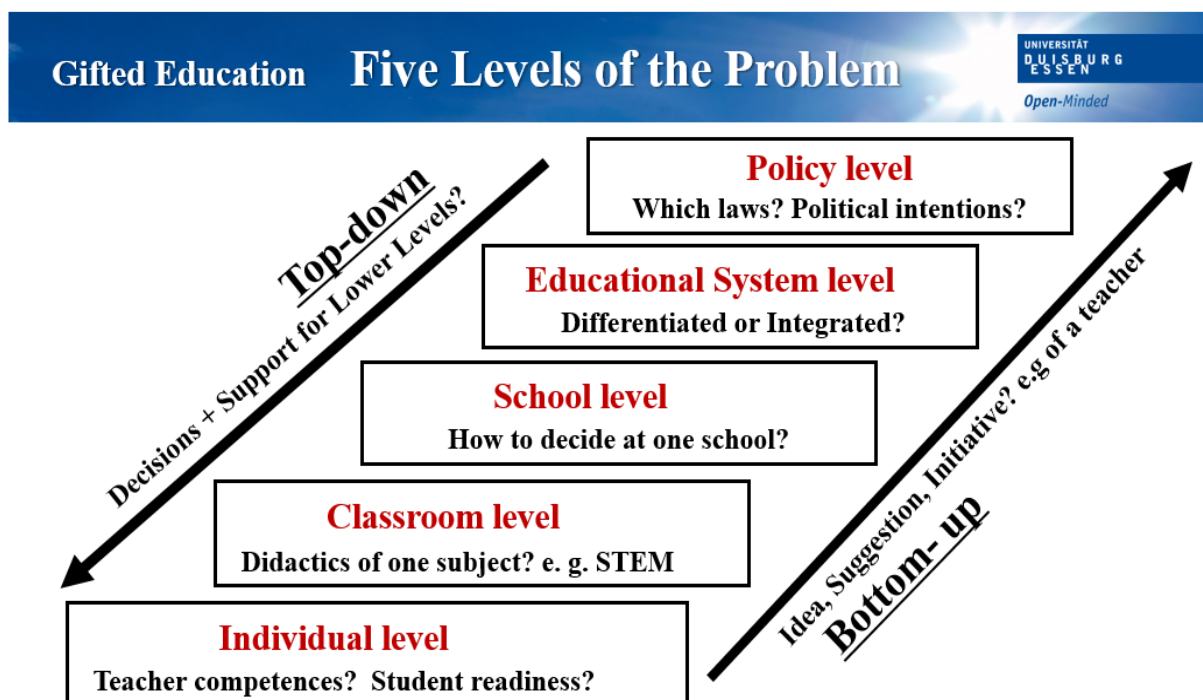 Gifted Education Five Levels of the Problem
UNIVERSITÄT
DUISBURG
ESSEN
Open-Minded
Top-down
Decisions + Support for Lower Levels?
Policy level
Which laws? Political intentions?
Educational System level
Differentiated or Integrated?
School level
How to decide at one school?
Classroom level
Didactics of one subject? e. g. STEM
Individual level
Teacher competences? Student readiness?
Idea, Suggestion, Initiative? e.g of a teacher
Bottom- up